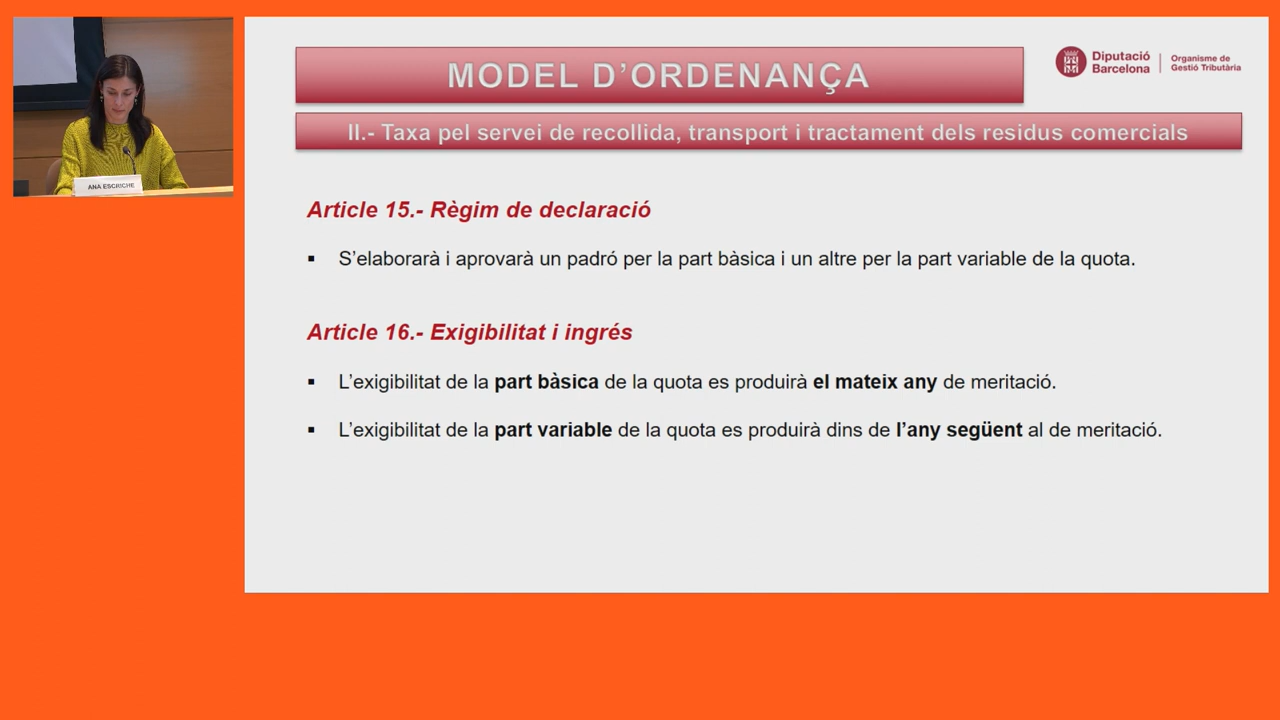 MODEL D’ORDENANÇA
Diputació
Barcelona
Organisme de
Gestió Tributària
II.- Taxa pel servei de recollida, transport i tractament dels residus comercials
ANA ESCRICHE
Article 15.- Règim de declaració
▪ S’elaborarà i aprovarà un padró per la part bàsica i un altre per la part variable de la quota.
Article 16.- Exigibilitat i ingrés
▪ L’exigibilitat de la part bàsica de la quota es produirà el mateix any de meritació.
▪ L’exigibilitat de la part variable de la quota es produirà dins de l’any següent al de meritació.